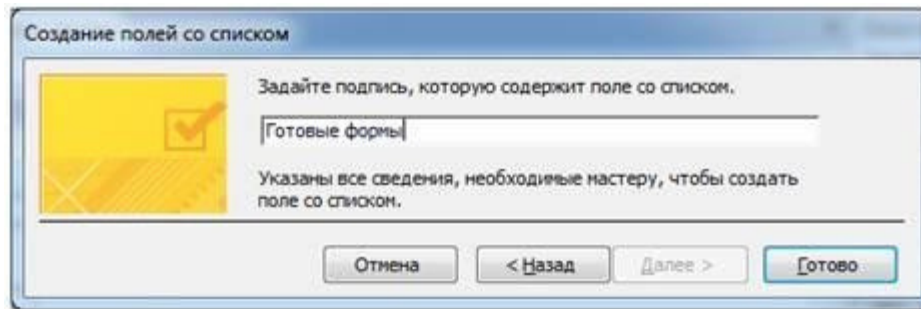 Создание полей со списком
Задайте подпись, которую содержит поле со списком.
Готовые формы
Указаны все сведения, необходимые мастеру, чтобы создать
поле со списком.
Отмена
< Назад
Далее >
Готово